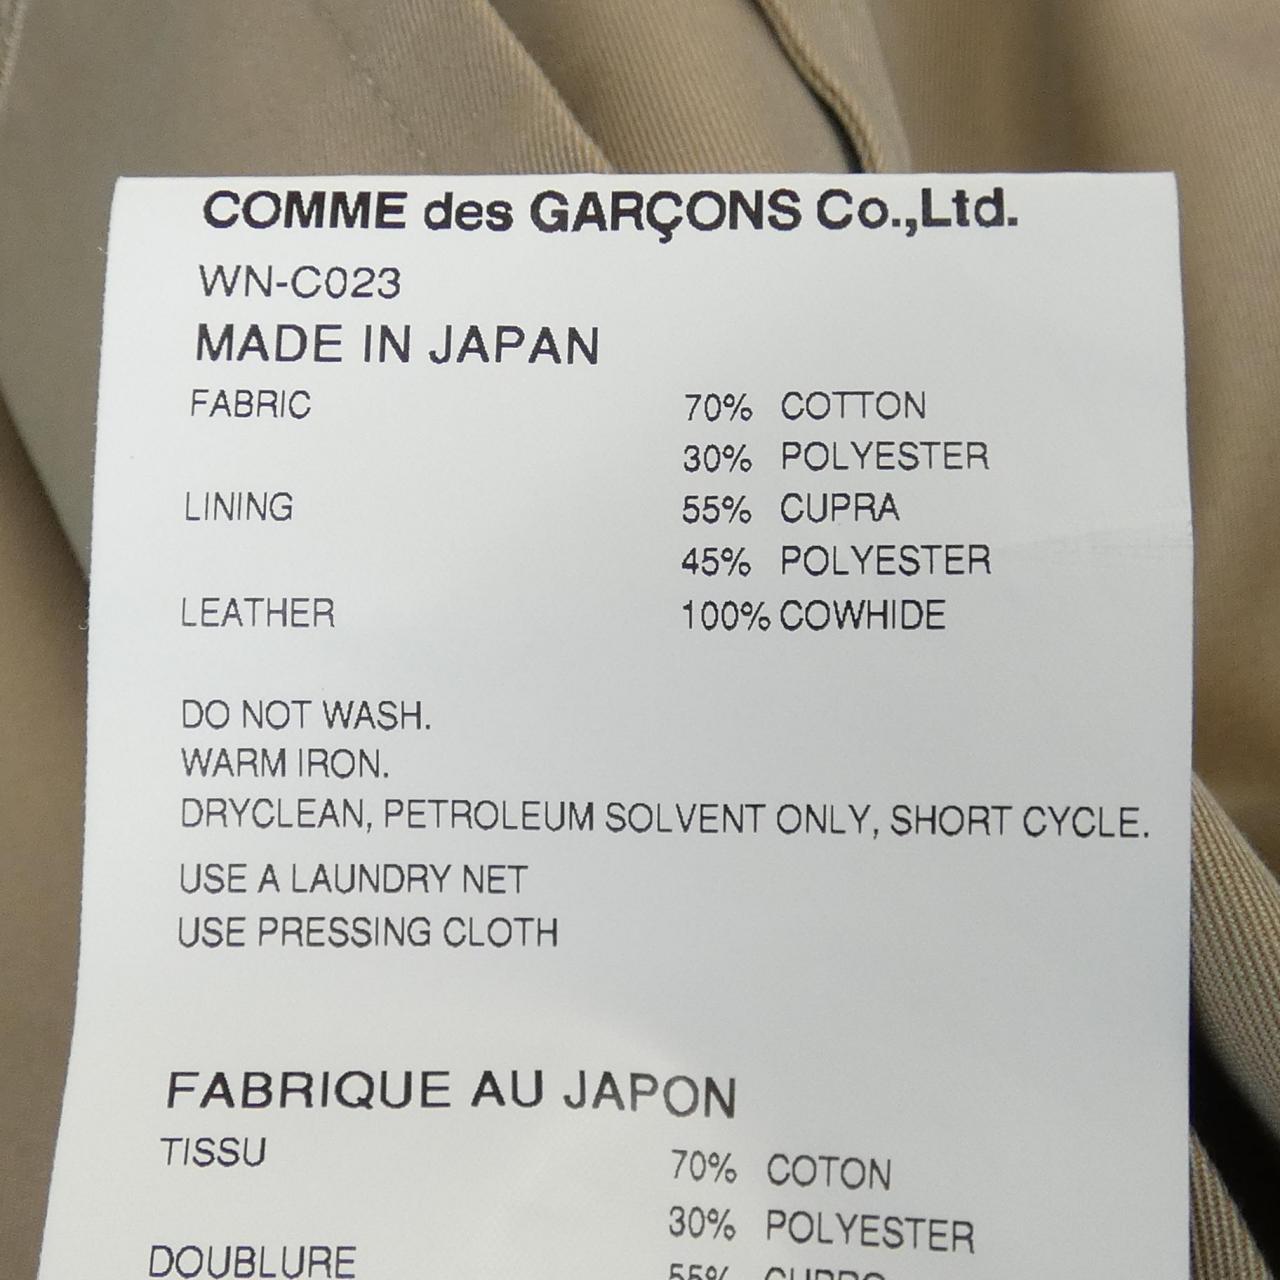 COMME des GARÇONS Co.,Ltd.
WN-C023
MADE IN JAPAN
FABRIC 70% COTTON
30% POLYESTER
LINING 55% CUPRA
45% POLYESTER
LEATHER 100% COWHIDE
DO NOT WASH.
WARM IRON.
DRYCLEAN, PETROLEUM SOLVENT ONLY, SHORT CYCLE.
USE A LAUNDRY NET
USE PRESSING CLOTH
FABRIQUE AU JAPON
TISSU 70% COTON
30% POLYESTER
DOUBLURE 55% CUPRO